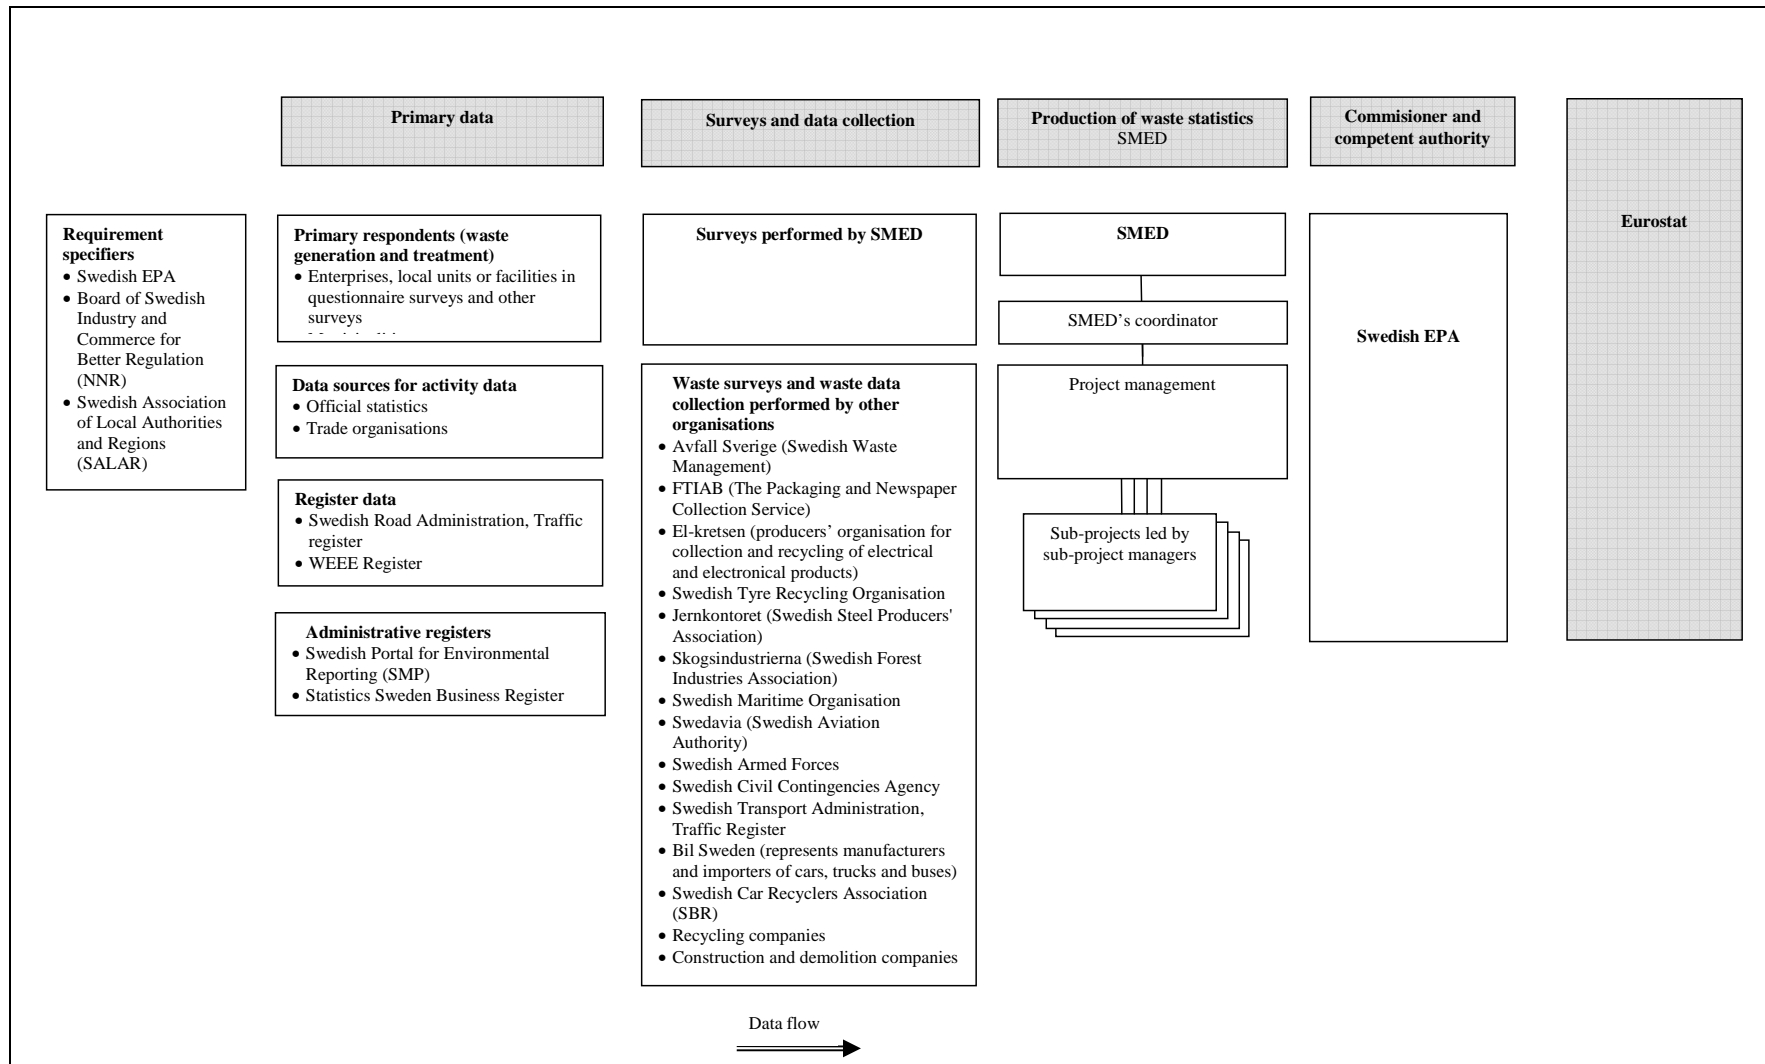 Primary data
Surveys and data collection
Production of waste statistics
SMED
Commisioner and
competent authority
Eurostat
Requirement
specifiers
• Swedish EPA
• Board of Swedish
Industry and
Commerce for
Better Regulation
(NNR)
• Swedish Association
of Local Authorities
and Regions
(SALAR)
Primary respondents (waste
generation and treatment)
• Enterprises, local units or facilities in
questionnaire surveys and other
surveys
Data sources for activity data
• Official statistics
• Trade organisations
Register data
• Swedish Road Administration, Traffic
register
• WEEE Register
Administrative registers
• Swedish Portal for Environmental
Reporting (SMP)
• Statistics Sweden Business Register
Surveys performed by SMED
Waste surveys and waste data
collection performed by other
organisations
• Avfall Sverige (Swedish Waste
Management)
• FTIAB (The Packaging and Newspaper
Collection Service)
• El-kretsen (producers’ organisation for
collection and recycling of electrical
and electronical products)
• Swedish Tyre Recycling Organisation
• Jernkontoret (Swedish Steel Producers'
Association)
• Skogsindustrierna (Swedish Forest
Industries Association)
• Swedish Maritime Organisation
• Swedavia (Swedish Aviation
Authority)
• Swedish Armed Forces
• Swedish Civil Contingencies Agency
• Swedish Transport Administration,
Traffic Register
• Bil Sweden (represents manufacturers
and importers of cars, trucks and buses)
• Swedish Car Recyclers Association
(SBR)
• Recycling companies
• Construction and demolition companies
SMED
SMED’s coordinator
Project management
Sub-projects led by
sub-project managers
Swedish EPA
Data flow